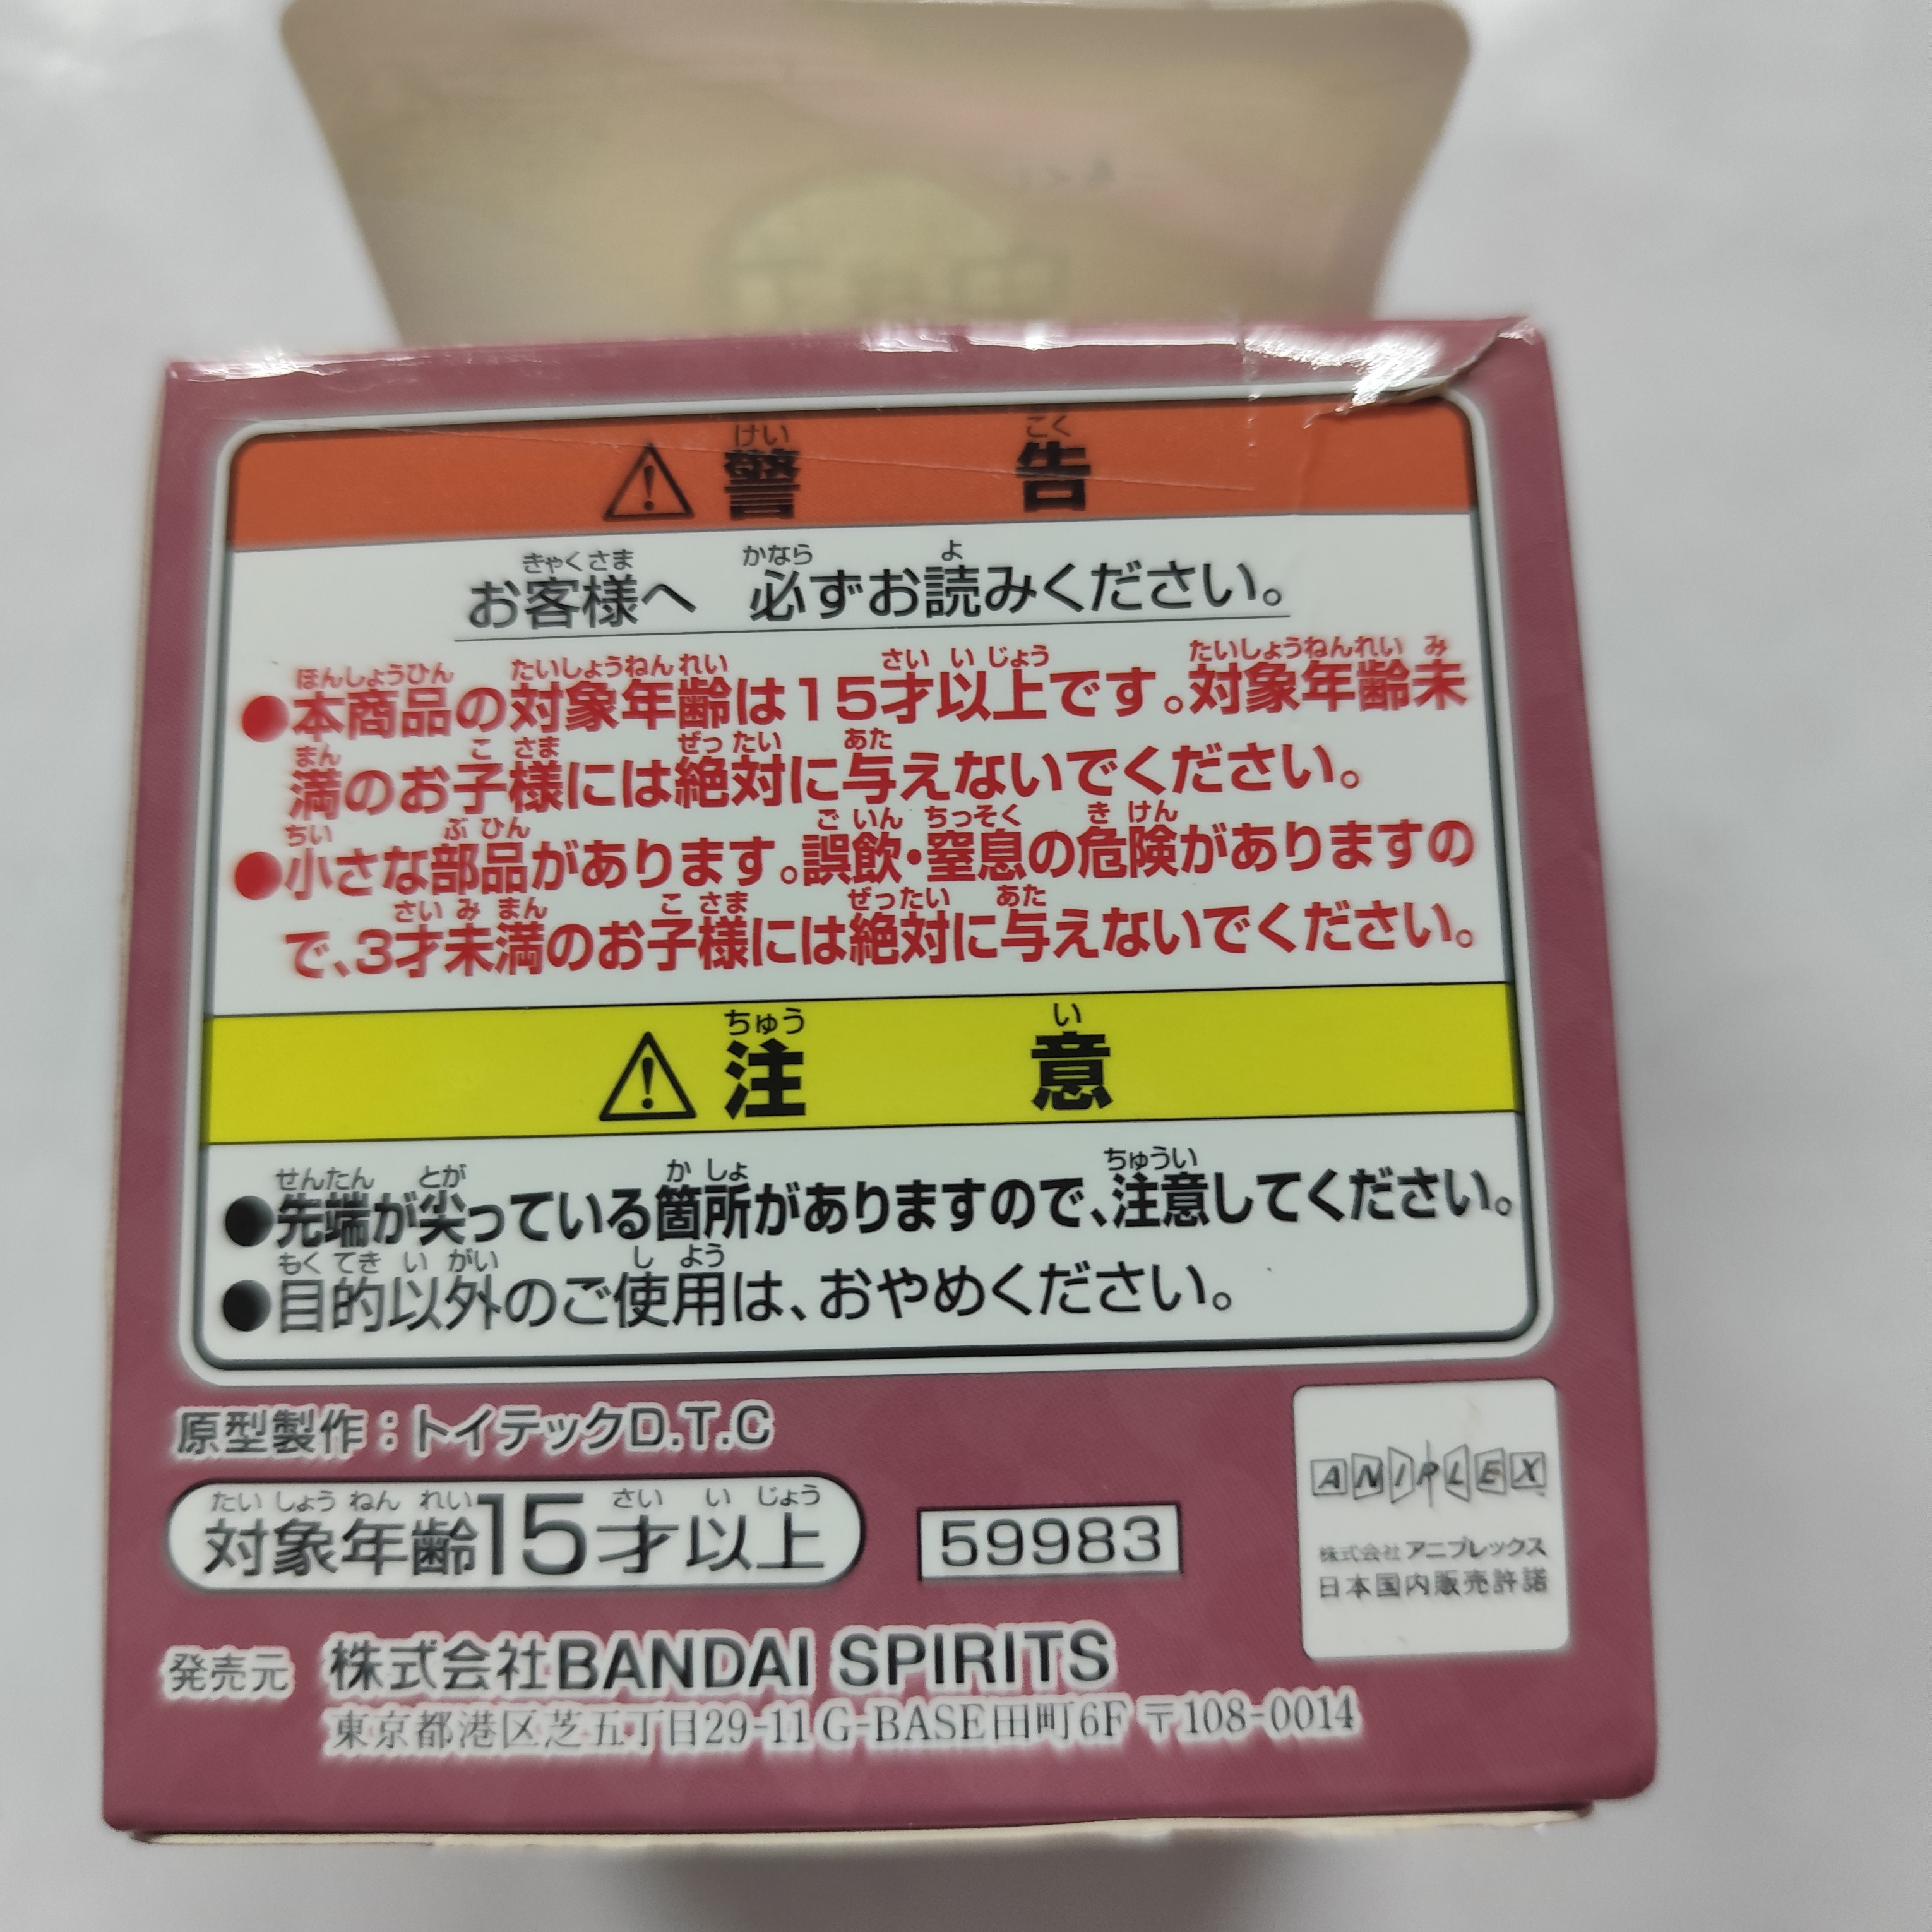 ⚠警告
お客様へ 必ずお読みください。
●本商品の対象年齢は15才以上です。対象年齢未
満のお子様には絶対に与えないでください。
●小さな部品があります。誤飲・窒息の危険がありますの
で、3才未満のお子様には絶対に与えないでください。
⚠注意
●先端が尖っている箇所がありますので、注意してください。
●目的以外のご使用は、おやめください。
原型製作：トイテックD.T.C
対象年齢15才以上
59983
ANIPLEX
株式会社アニプレックス
日本国内販売許諾
発売元 株式会社BANDAI SPIRITS
東京都港区芝五丁目29-11 G-BASE田町6F 〒108-0014